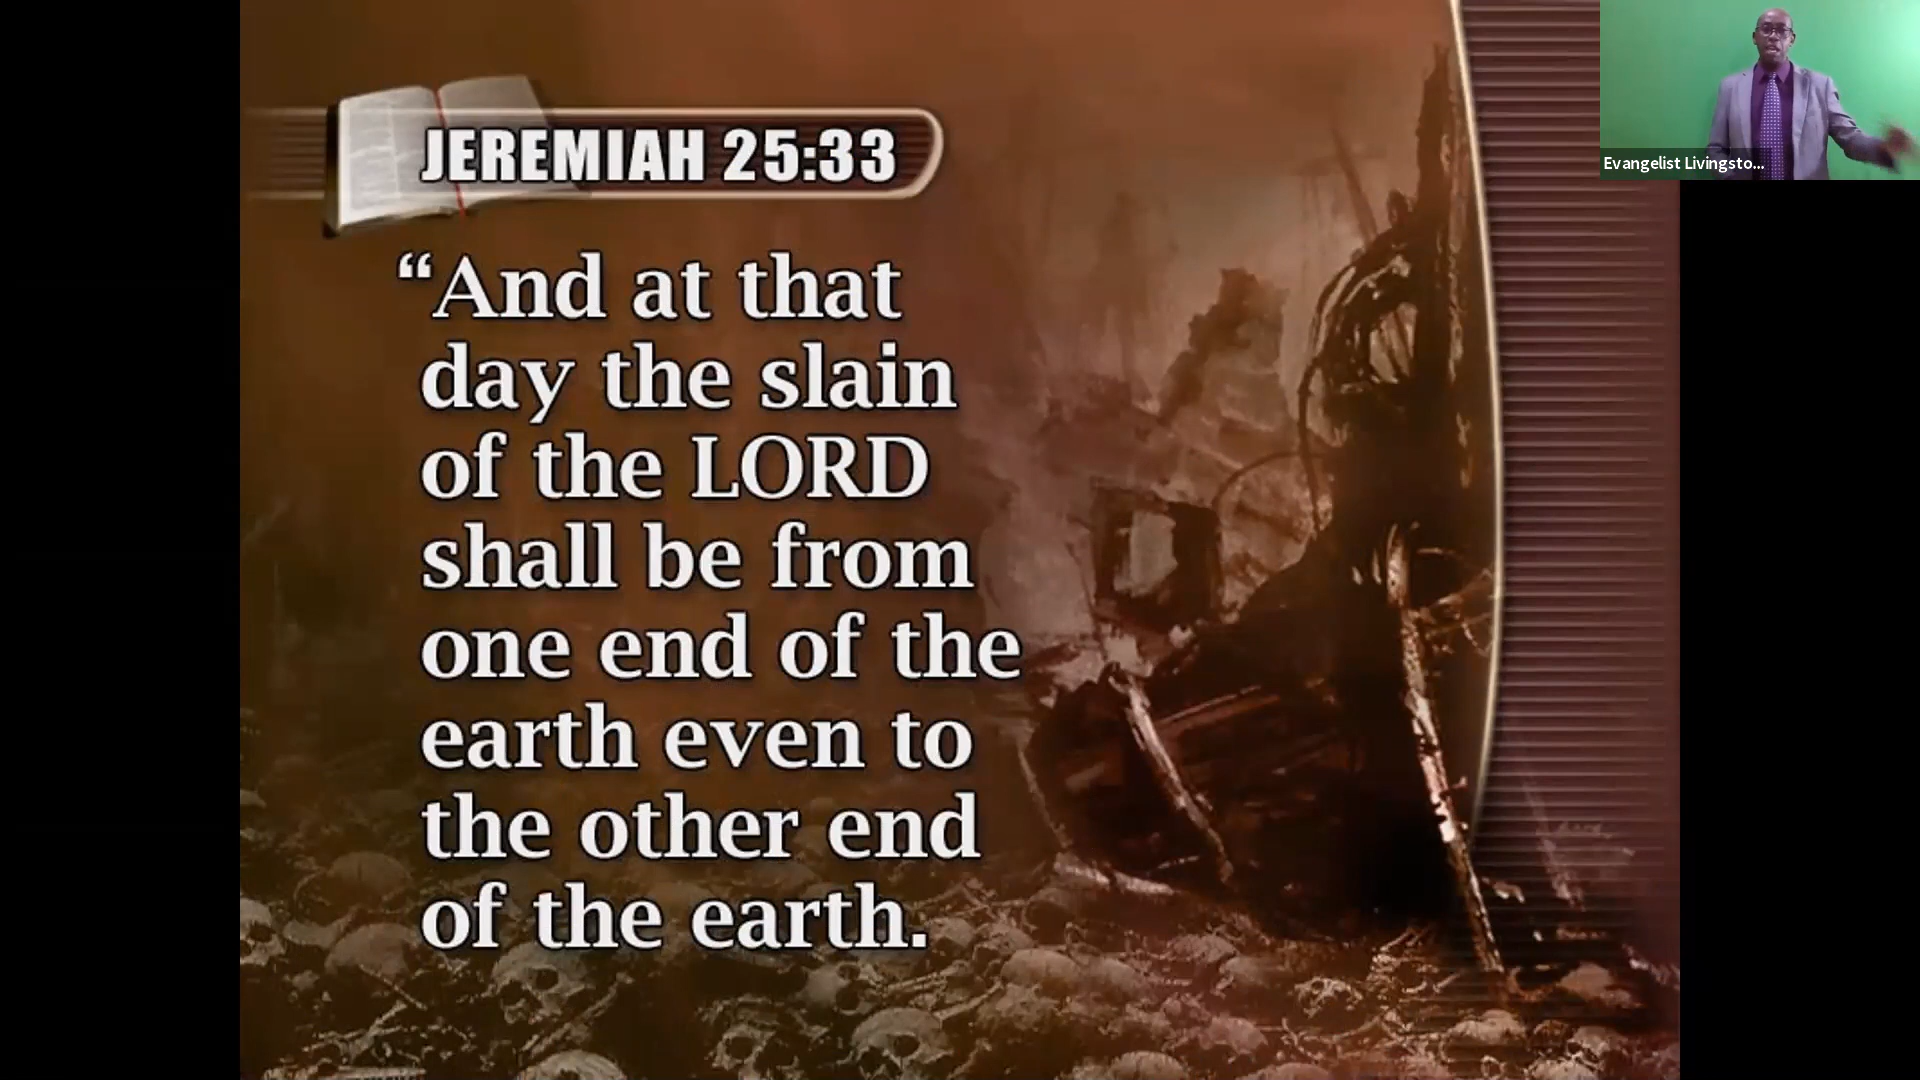 JEREMIAH 25:33
“And at that
day the slain
of the LORD
shall be from
one end of the
earth even to
the other end
of the earth.
Evangelist Livingsto...